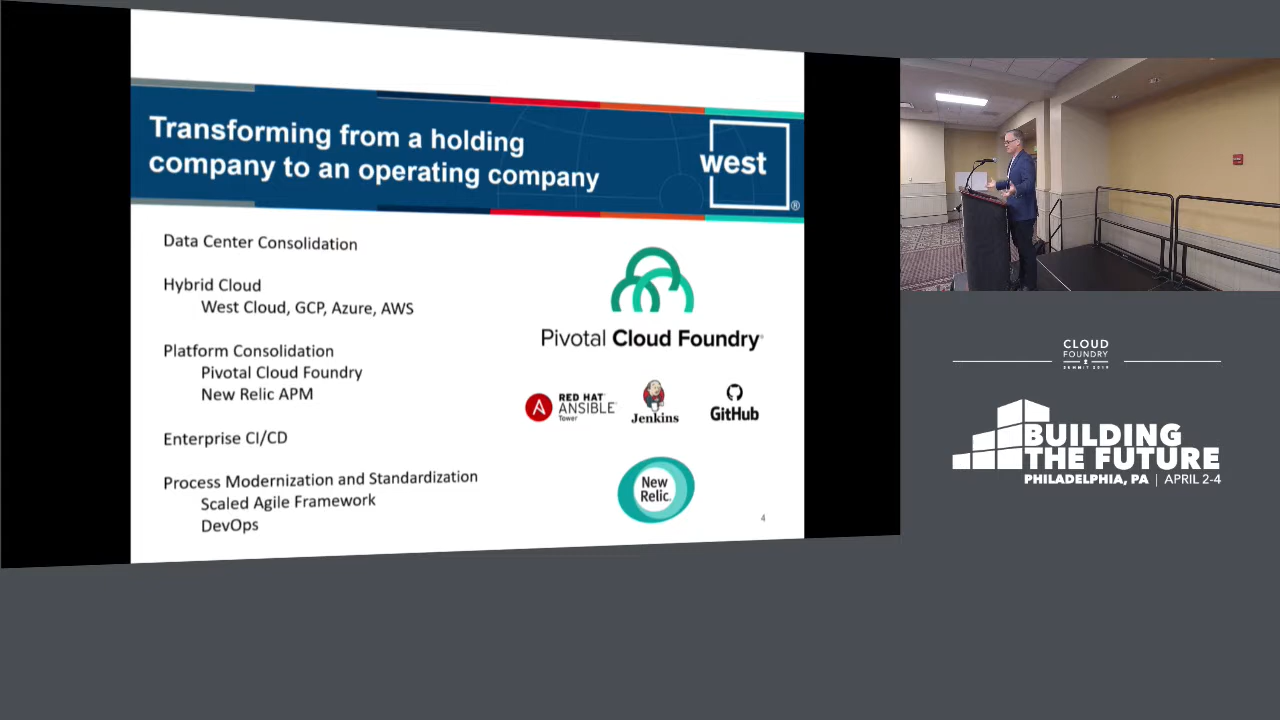 Transforming from a holding
company to an operating company
west
®
Data Center Consolidation
Hybrid Cloud
West Cloud, GCP, Azure, AWS
Platform Consolidation
Pivotal Cloud Foundry
New Relic APM
Enterprise CI/CD
Process Modernization and Standardization
Scaled Agile Framework
DevOps
Pivotal Cloud Foundry
RED HAT
ANSIBLE
Tower
Jenkins
GitHub
New
Relic.
4
CLOUD
FOUNDRY
SUMMIT 2019
BUILDING
THE FUTURE
PHILADELPHIA, PA | APRIL 2-4